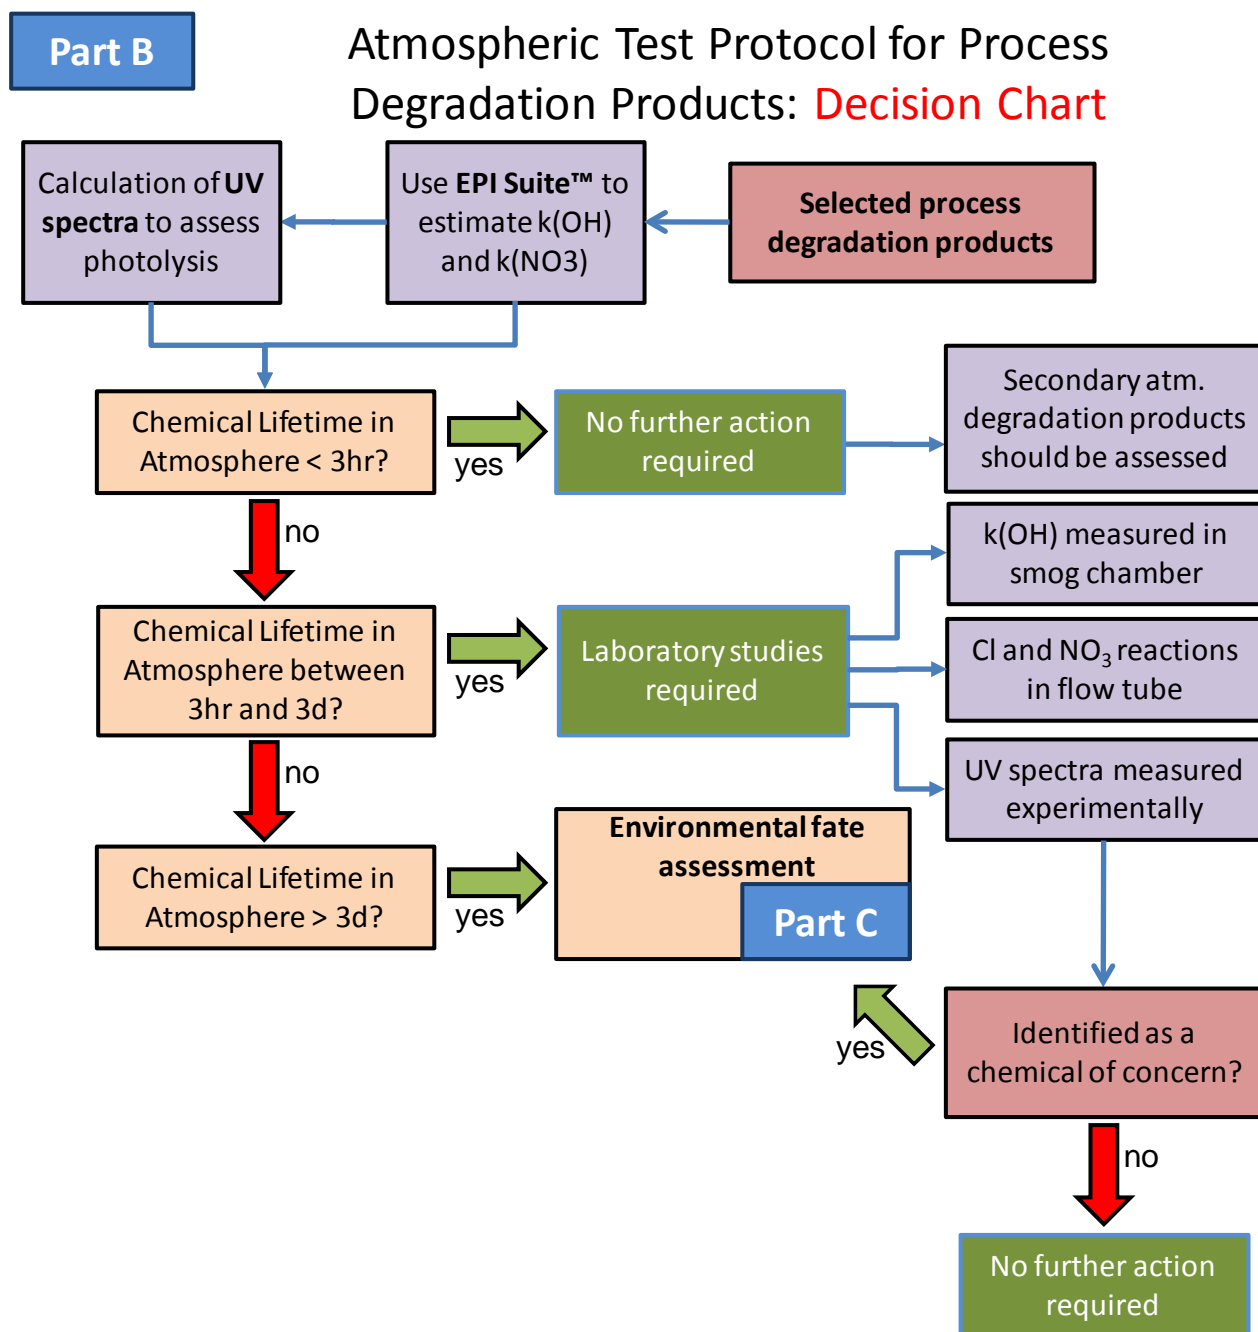 Part B
Atmospheric Test Protocol for Process
Degradation Products: Decision Chart
Calculation of UV
spectra to assess
photolysis
Use EPI Suite™ to
estimate k(OH)
and k(NO3)
Selected process
degradation products
Chemical Lifetime in
Atmosphere < 3hr?
yes
No further action
required
Secondary atm.
degradation products
should be assessed
no
k(OH) measured in
smog chamber
Chemical Lifetime in
Atmosphere between
3hr and 3d?
yes
Laboratory studies
required
Cl and NO₃ reactions
in flow tube
no
UV spectra measured
experimentally
Chemical Lifetime in
Atmosphere > 3d?
yes
Environmental fate
assessment
Part C
yes
Identified as a
chemical of concern?
no
No further action
required